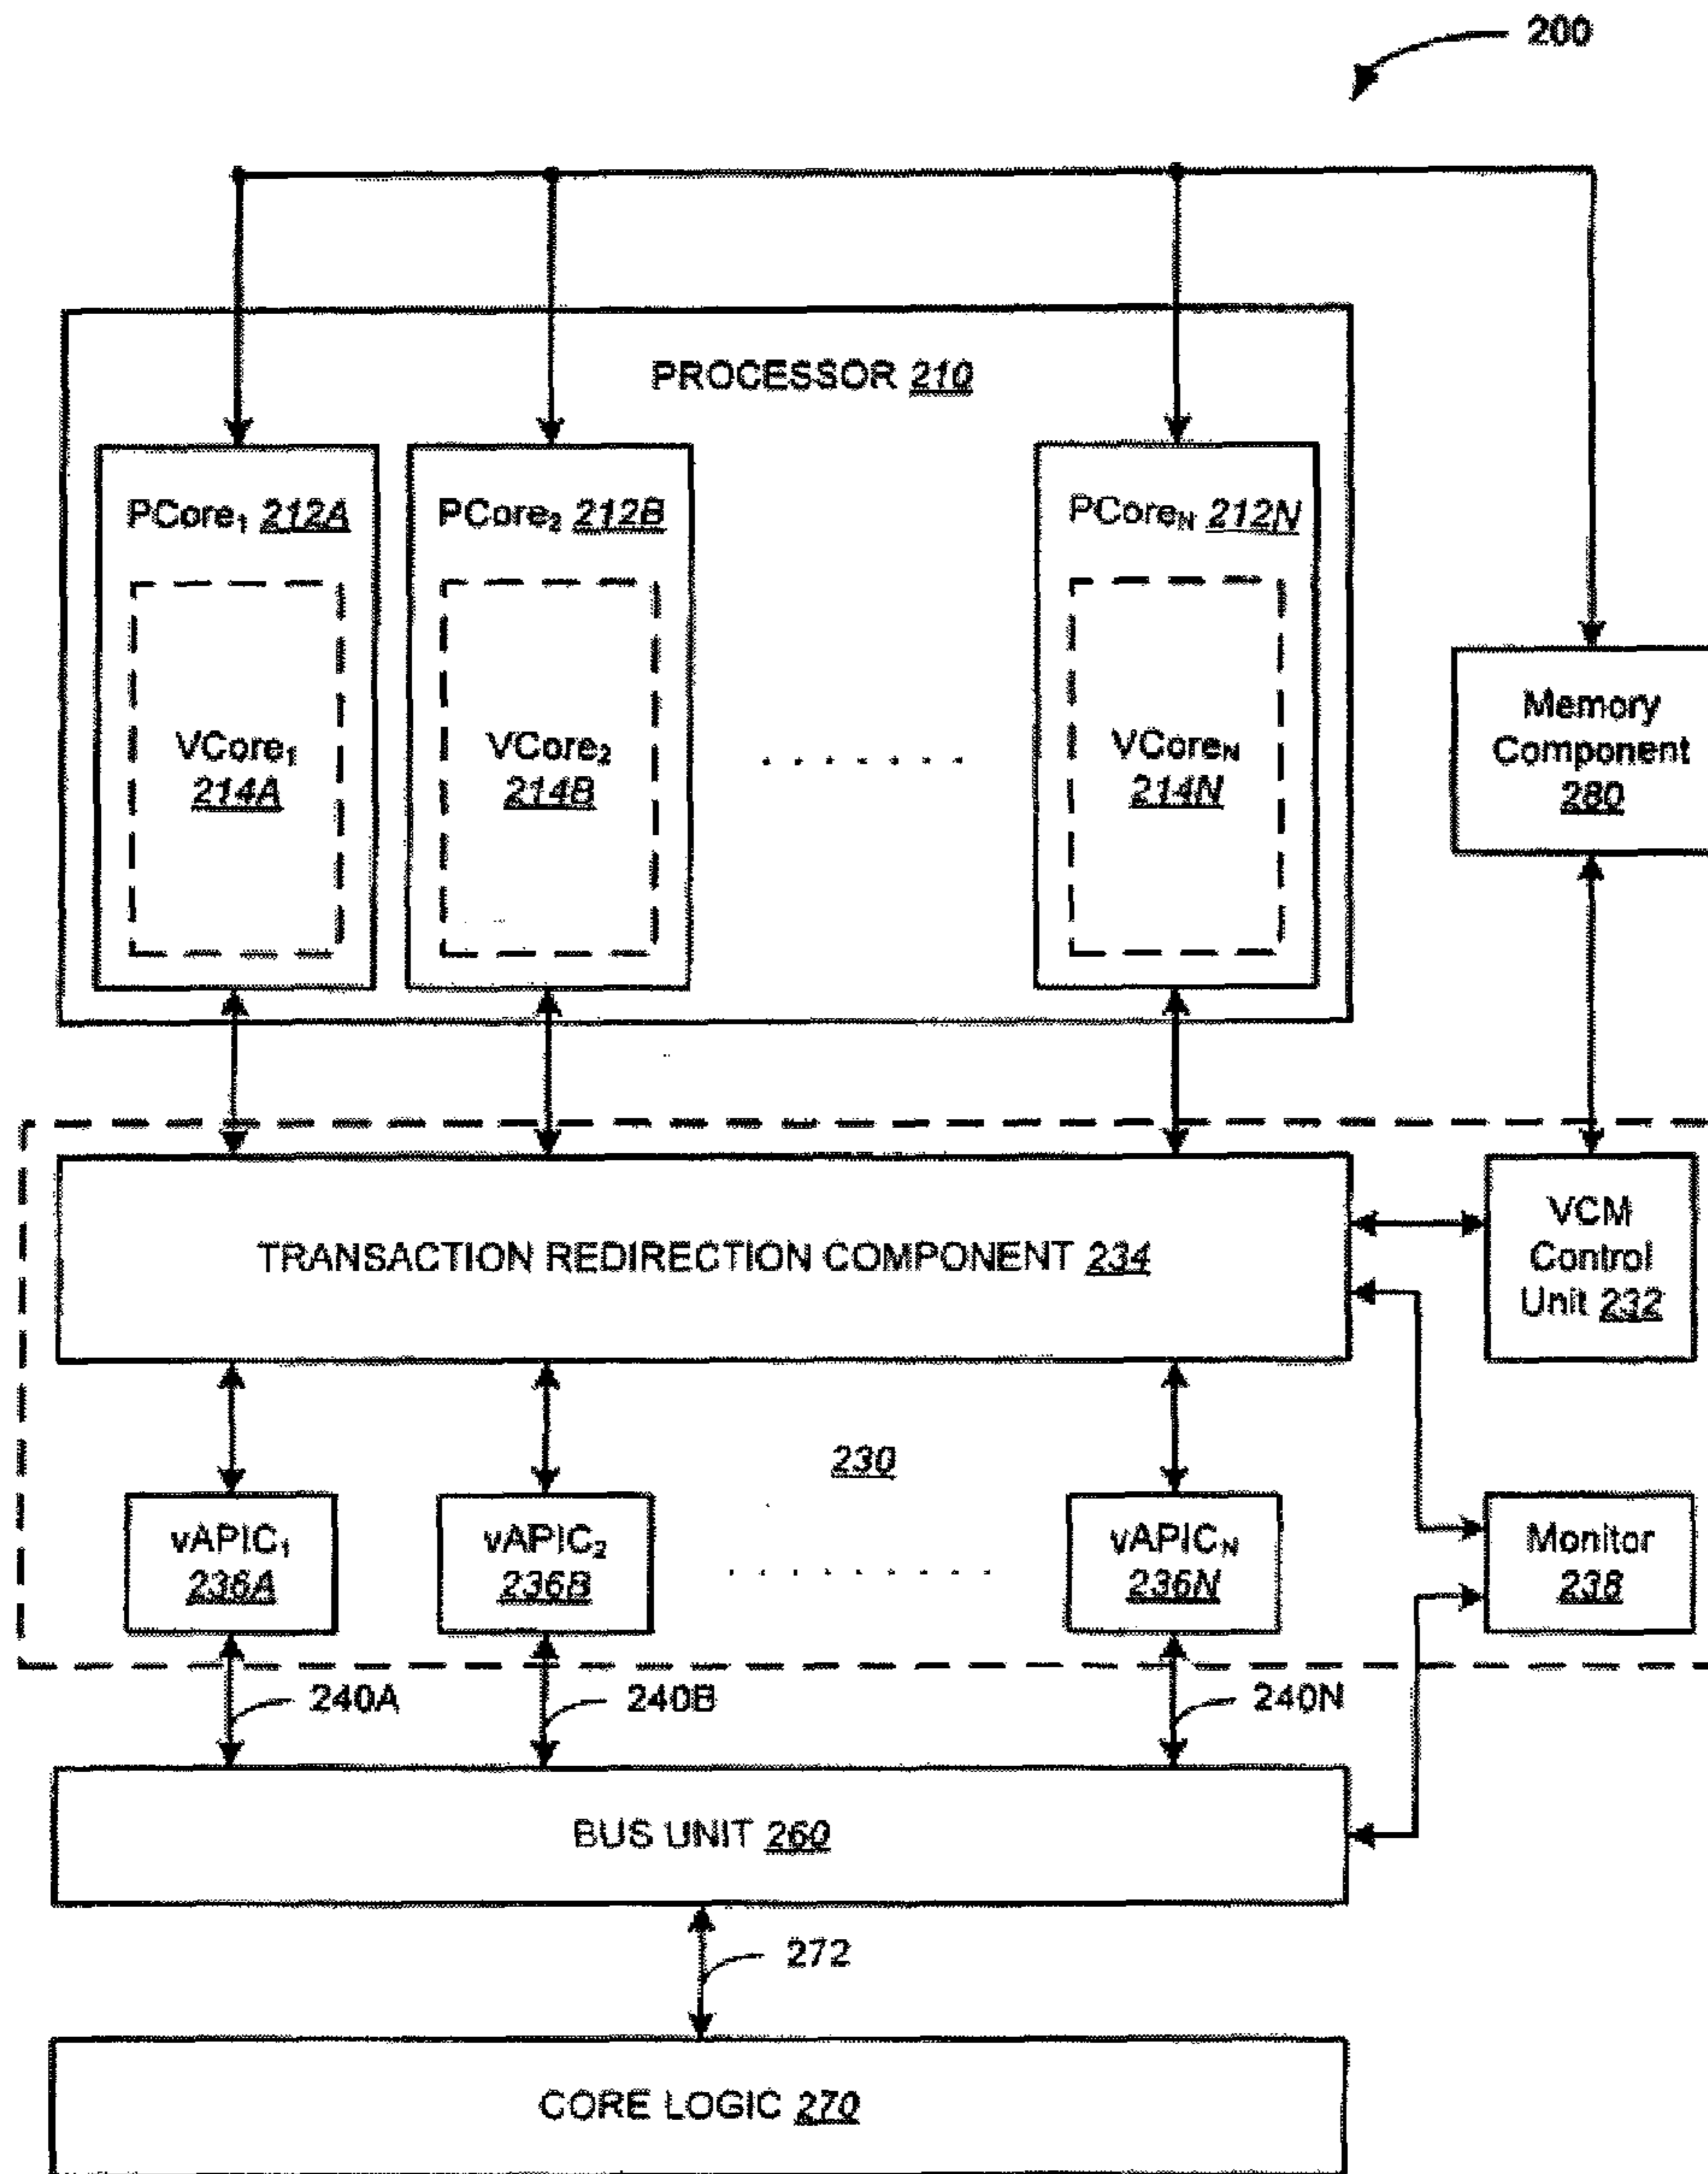 200
PROCESSOR 210
PCore₁ 212A
PCore₂ 212B
PCoreN 212N
VCore₁
214A
VCore₂
214B
. . . . . . .
VCoreN
214N
Memory
Component
280
TRANSACTION REDIRECTION COMPONENT 234
VCM
Control
Unit 232
230
vAPIC₁
236A
vAPIC₂
236B
. . . . . . . . .
vAPICN
236N
Monitor
238
240A
240B
240N
BUS UNIT 260
272
CORE LOGIC 270